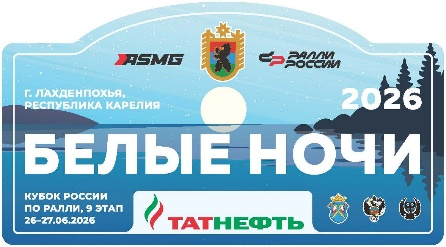 ASMG
РАЛЛИ
РОССИИ
Г. ЛАХДЕНПОХЬЯ,
РЕСПУБЛИКА КАРЕЛИЯ
2026
БЕЛЫЕ НОЧИ
КУБОК РОССИИ
ПО РАЛЛИ, 9 ЭТАП
26-27.06.2026
ТАТНЕФТЬ